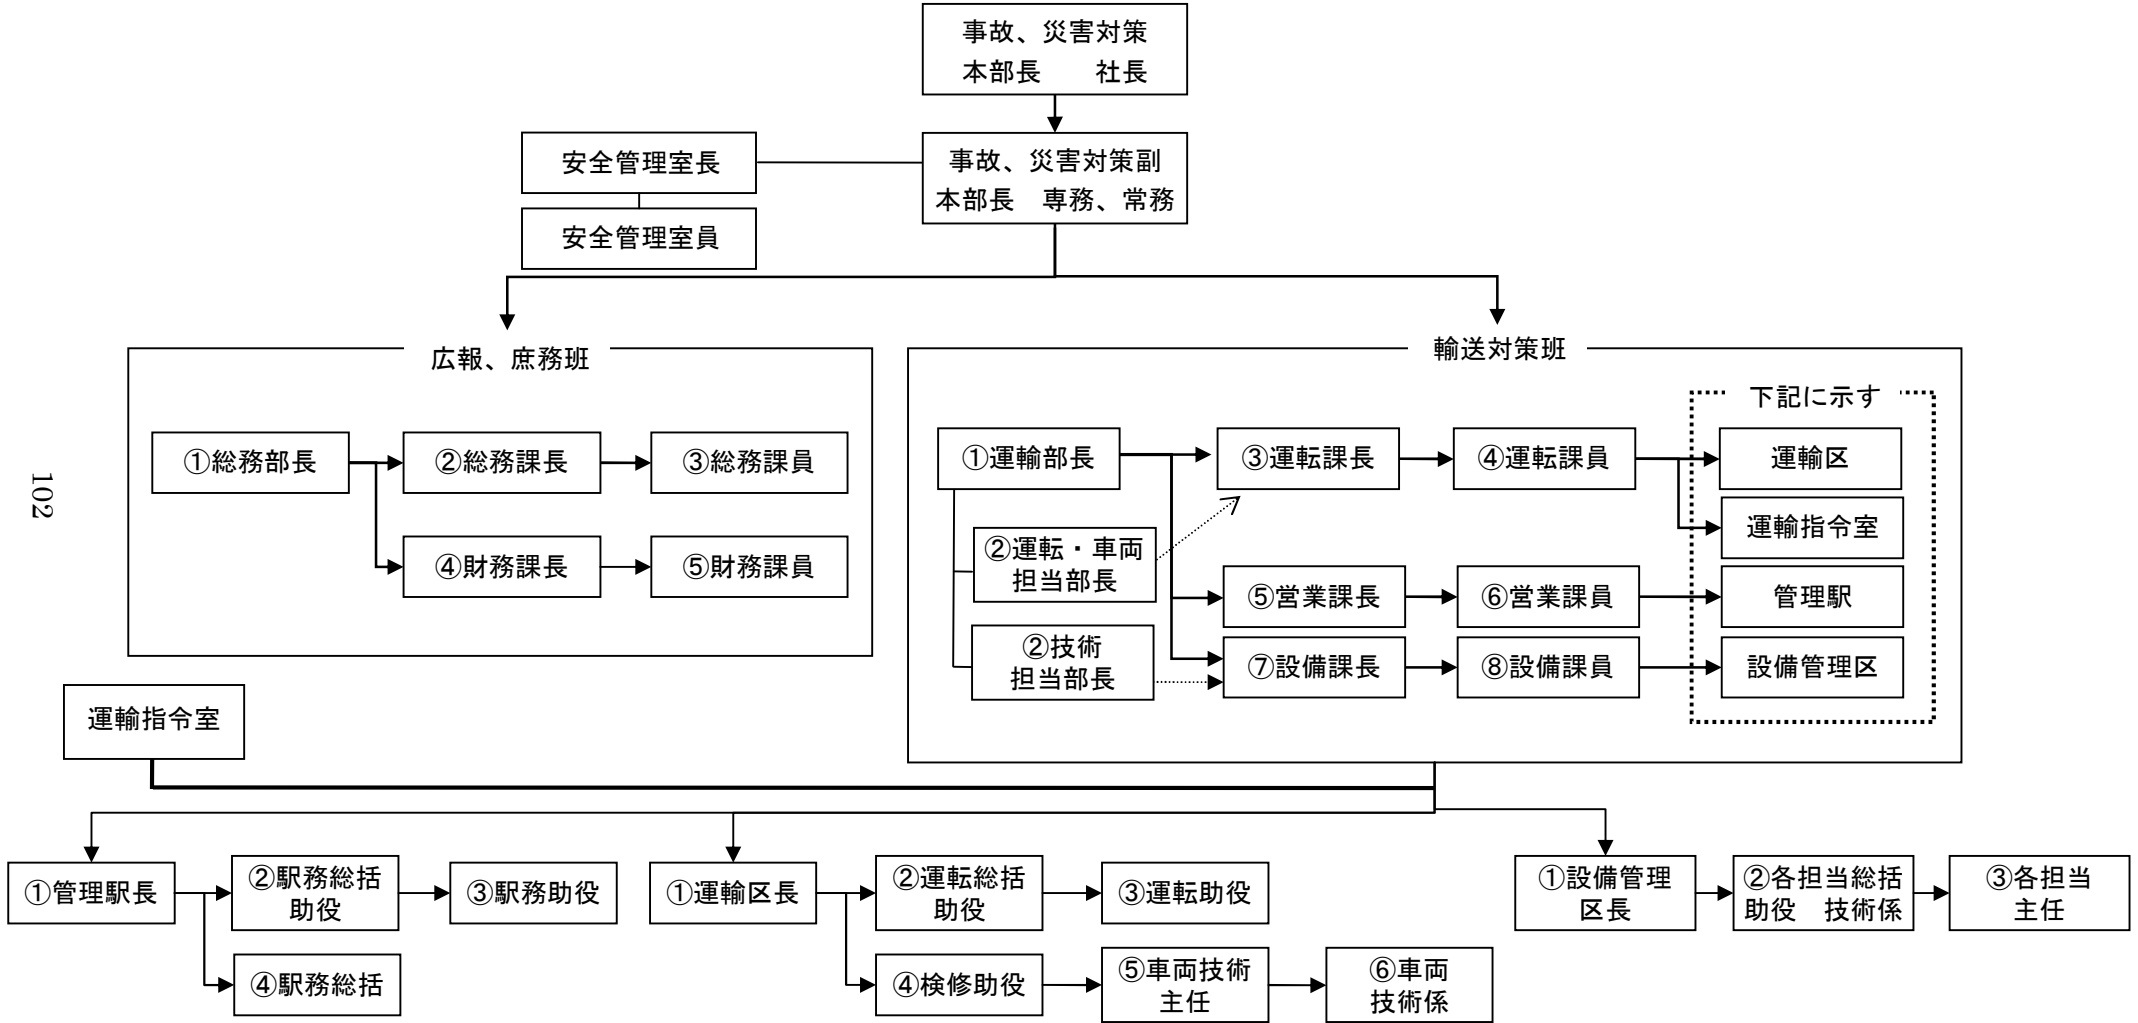 事故、災害対策
本部長　　社長
安全管理室長
事故、災害対策副
本部長　専務、常務
安全管理室員
広報、庶務班
①総務部長
②総務課長
③総務課員
④財務課長
⑤財務課員
輸送対策班
下記に示す
①運輸部長
③運転課長
④運転課員
運輸区
運輸指令室
②運転・車両
担当部長
⑤営業課長
⑥営業課員
管理駅
②技術
担当部長
⑦設備課長
⑧設備課員
設備管理区
102
運輸指令室
①管理駅長
②駅務総括
助役
③駅務助役
④駅務総括
①運輸区長
②運転総括
助役
③運転助役
④検修助役
⑤車両技術
主任
⑥車両
技術係
①設備管理
区長
②各担当総括
助役　技術係
③各担当
主任